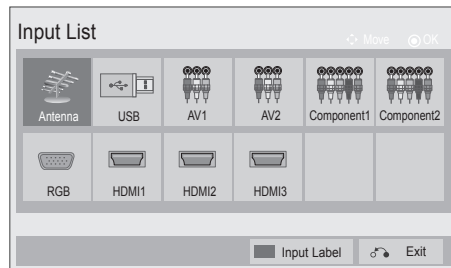 Input List
Move OK
Antenna USB AV1 AV2 Component1 Component2
RGB HDMI1 HDMI2 HDMI3
Input Label Exit